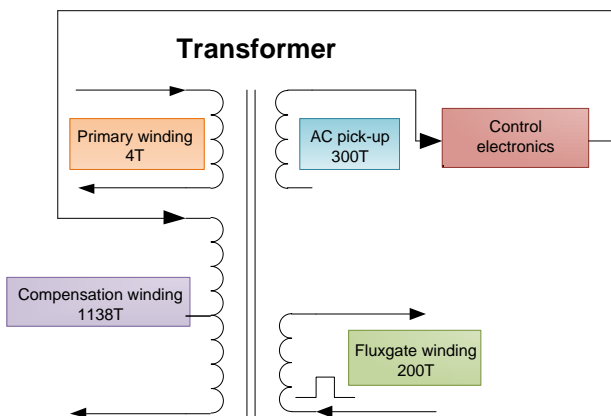 Transformer
Primary winding
4T
AC pick-up
300T
Control
electronics
Compensation winding
1138T
Fluxgate winding
200T